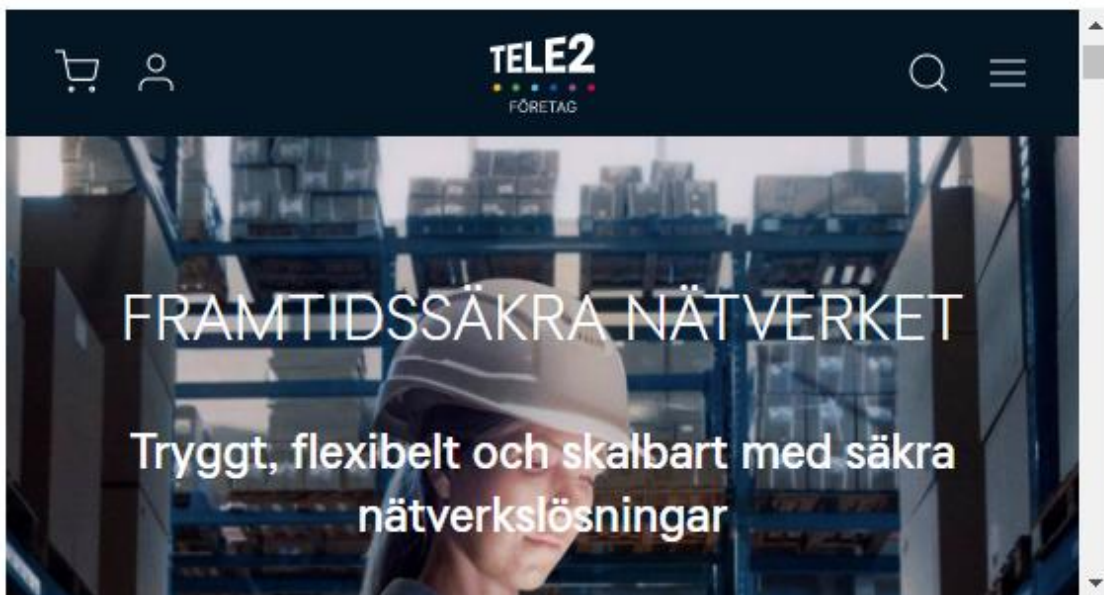 TELE2
FÖRETAG
FRAMTIDSSÄKRA NÄTVERKET
Tryggt, flexibelt och skalbart med säkra
nätverkslösningar